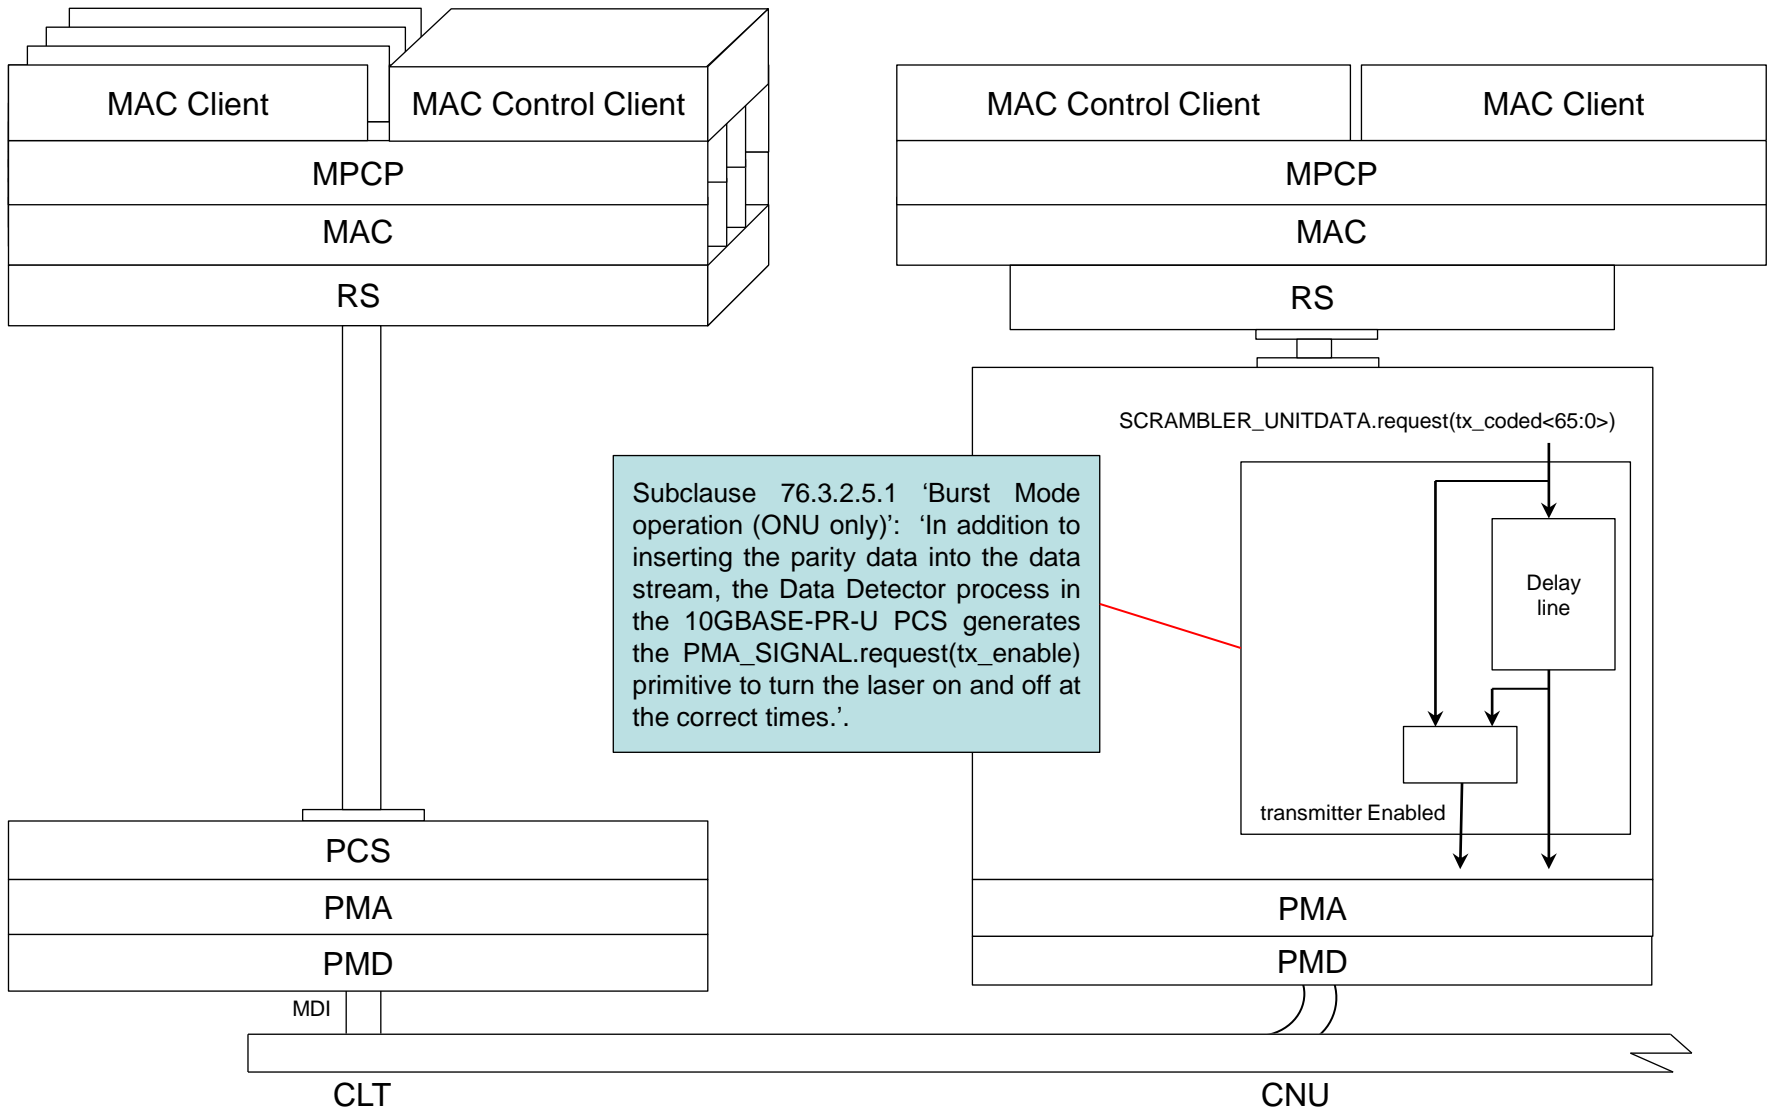 MAC Client
MAC Control Client
MPCP
MAC
RS
PCS
PMA
PMD
MDI
CLT
MAC Control Client
MAC Client
MPCP
MAC
RS
SCRAMBLER_UNITDATA.request(tx_coded<65:0>)
Subclause 76.3.2.5.1 ‘Burst Mode
operation (ONU only)’: ‘In addition to
inserting the parity data into the data
stream, the Data Detector process in
the 10GBASE-PR-U PCS generates
the PMA_SIGNAL.request(tx_enable)
primitive to turn the laser on and off at
the correct times.’.
Delay
line
transmitter Enabled
PMA
PMD
CNU